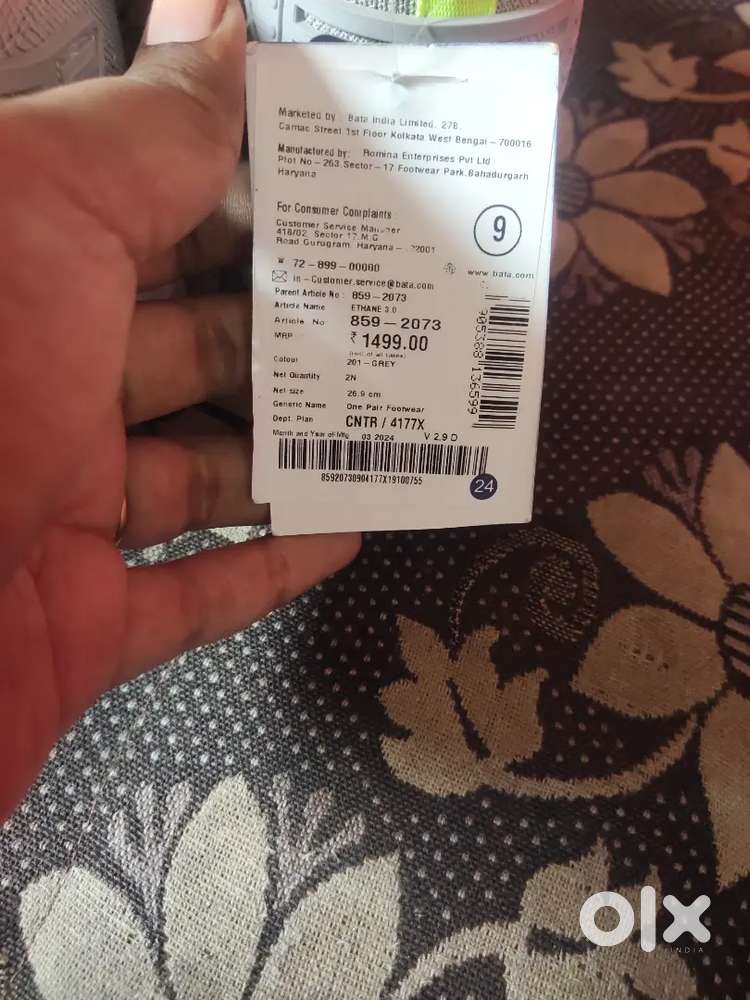 Marketed by : Bata India Limited. 27B.
Camac Street 1st Floor Kolkata West Bengal – 700016
Manufactured by: Romina Enterprises Pvt Ltd
Plot No – 263 Sector – 17 Footwear Park. Bahadurgarh
Haryana
For Consumer Complaints :
Customer Service Manager
418/02, Sector 17 M.G
Road Gurugram, Haryana – 22001
9
72 – 899 – 00000
www.bata.com
in – Customer.service@bata.com
Parent Article No : 859 – 2073
Article Name ETHANE 3.0
Article No 859 – 2073
MRP ₹ 1499.00
(incl. of all taxes)
Colour 201 – GREY
Net Quantity 2N
Net size 26.9 cm
Generic Name One Pair Footwear
Dept. Plan CNTR / 4177X
Month and Year of Mfg 03 2024 V 2.9 D
85920730904177X19100755
24
905388 136599
olx
INDIA